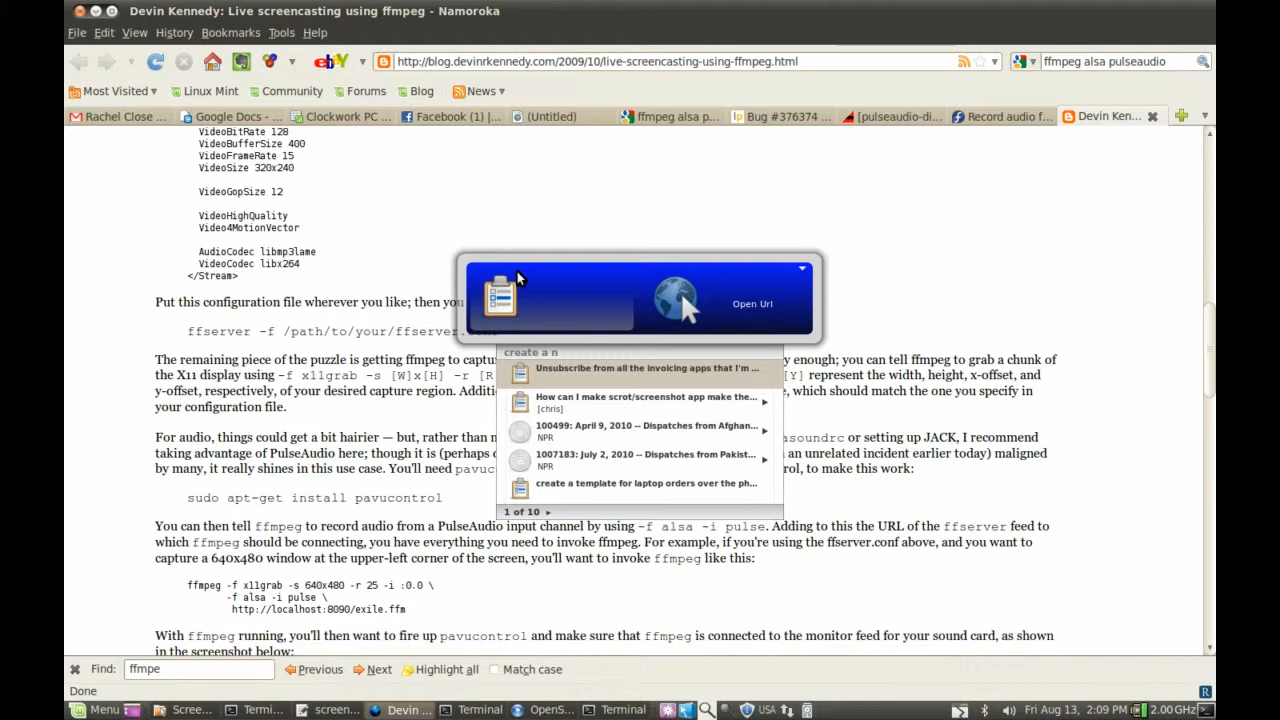 Devin Kennedy: Live screencasting using ffmpeg - Namoroka
File Edit View History Bookmarks Tools Help
ebY http://blog.devinrkennedy.com/2009/10/live-screencasting-using-ffmpeg.html ffmpeg alsa pulseaudio
Most Visited Linux Mint Community Forums Blog News
Rachel Close ... Google Docs - ... Clockwork PC ... Facebook (1) |... (Untitled) ffmpeg alsa p... Bug #376374 ... [pulseaudio-di... Record audio f... Devin Ken...
VideoBitRate 128
VideoBufferSize 400
VideoFrameRate 15
VideoSize 320x240
VideoGopSize 12
VideoHighQuality
Video4MotionVector
AudioCodec libmp3lame
VideoCodec libx264
</Stream>
Open Url
Put this configuration file wherever you like; then you
ffserver -f /path/to/your/ffserver.
create a n
Unsubscribe from all the invoicing apps that I'm ...
How can I make scrot/screenshot app make the...
[chris]
100499: April 9, 2010 -- Dispatches from Afghan...
NPR
1007183: July 2, 2010 -- Dispatches from Pakist...
NPR
create a template for laptop orders over the ph...
1 of 10
The remaining piece of the puzzle is getting ffmpeg to captu y enough; you can tell ffmpeg to grab a chunk of
the X11 display using -f x11grab -s [W]x[H] -r [R Y] represent the width, height, x-offset, and
y-offset, respectively, of your desired capture region. Additio , which should match the one you specify in
your configuration file.
For audio, things could get a bit hairier — but, rather than asoundrc or setting up JACK, I recommend
taking advantage of PulseAudio here; though it is (perhaps an unrelated incident earlier today) maligned
by many, it really shines in this use case. You'll need pavuc rol, to make this work:
sudo apt-get install pavucontrol
You can then tell ffmpeg to record audio from a PulseAudio input channel by using -f alsa -i pulse. Adding to this the URL of the ffserver feed to
which ffmpeg should be connecting, you have everything you need to invoke ffmpeg. For example, if you're using the ffserver.conf above, and you want to
capture a 640x480 window at the upper-left corner of the screen, you'll want to invoke ffmpeg like this:
ffmpeg -f x11grab -s 640x480 -r 25 -i :0.0 \
-f alsa -i pulse \
http://localhost:8090/exile.ffm
With ffmpeg running, you'll then want to fire up pavucontrol and make sure that ffmpeg is connected to the monitor feed for your sound card, as shown
in the screenshot below:
Find: ffmpe Previous Next Highlight all Match case
Done
Menu Scree... Termi... screen... Devin ... Terminal OpenS... Terminal USA Fri Aug 13, 2:09 PM 2.00 GHz